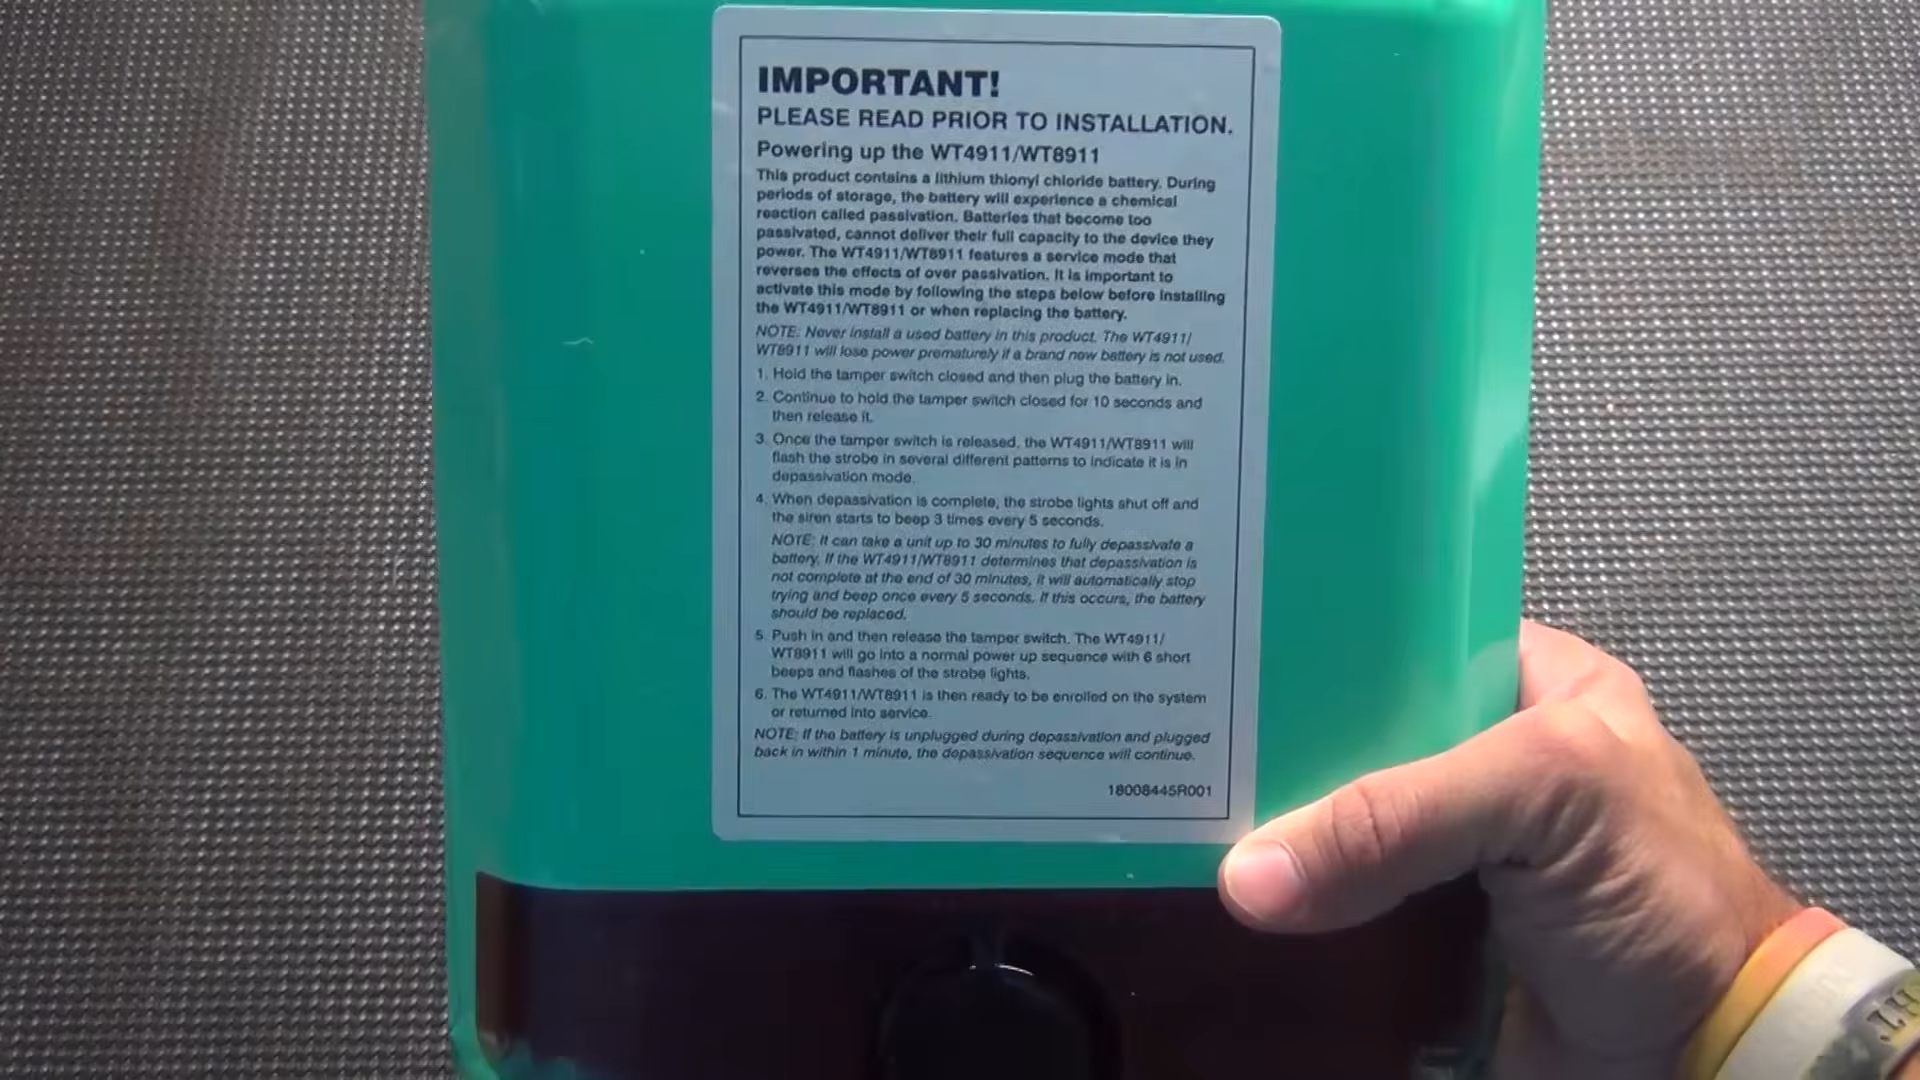 IMPORTANT!
PLEASE READ PRIOR TO INSTALLATION.
Powering up the WT4911/WT8911
This product contains a lithium thionyl chloride battery. During
periods of storage, the battery will experience a chemical
reaction called passivation. Batteries that become too
passivated, cannot deliver their full capacity to the device they
power. The WT4911/WT8911 features a service mode that
reverses the effects of over passivation. It is important to
activate this mode by following the steps below before installing
the WT4911/WT8911 or when replacing the battery.
NOTE: Never install a used battery in this product. The WT4911/
WT8911 will lose power prematurely if a brand new battery is not used.
1. Hold the tamper switch closed and then plug the battery in.
2. Continue to hold the tamper switch closed for 10 seconds and
then release it.
3. Once the tamper switch is released, the WT4911/WT8911 will
flash the strobe in several different patterns to indicate it is in
depassivation mode.
4. When depassivation is complete, the strobe lights shut off and
the siren starts to beep 3 times every 5 seconds.
NOTE: It can take a unit up to 30 minutes to fully depassivate a
battery. If the WT4911/WT8911 determines that depassivation is
not complete at the end of 30 minutes, it will automatically stop
trying and beep once every 5 seconds. If this occurs, the battery
should be replaced.
5. Push in and then release the tamper switch. The WT4911/
WT8911 will go into a normal power up sequence with 6 short
beeps and flashes of the strobe lights.
6. The WT4911/WT8911 is then ready to be enrolled on the system
or returned into service.
NOTE: If the battery is unplugged during depassivation and plugged
back in within 1 minute, the depassivation sequence will continue.
18008445R001